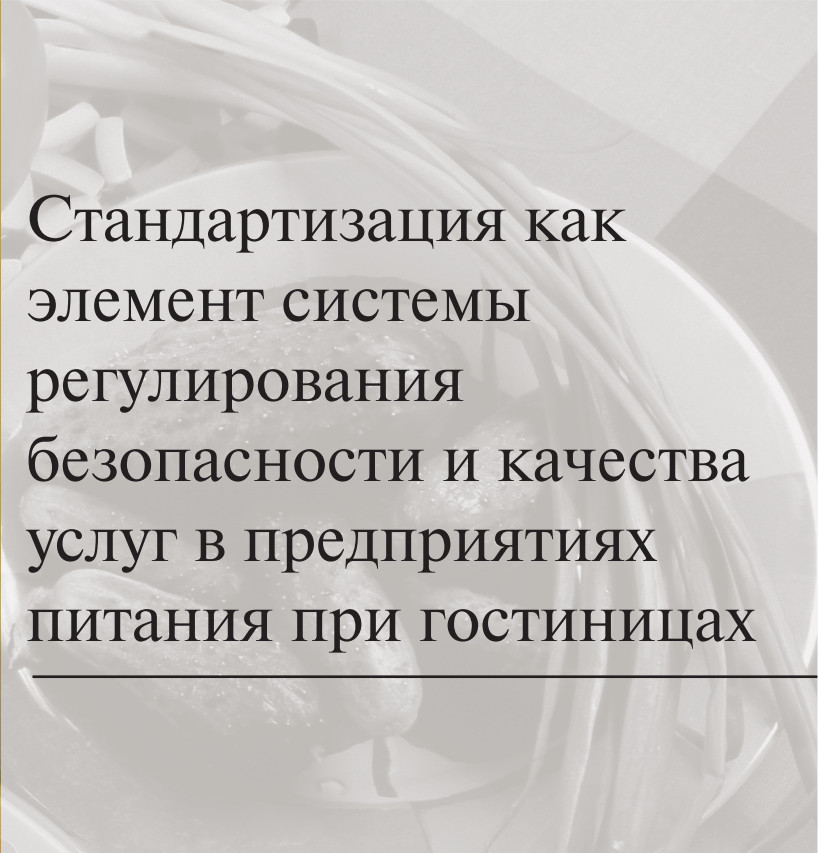 Стандартизация как
элемент системы
регулирования
безопасности и качества
услуг в предприятиях
питания при гостиницах